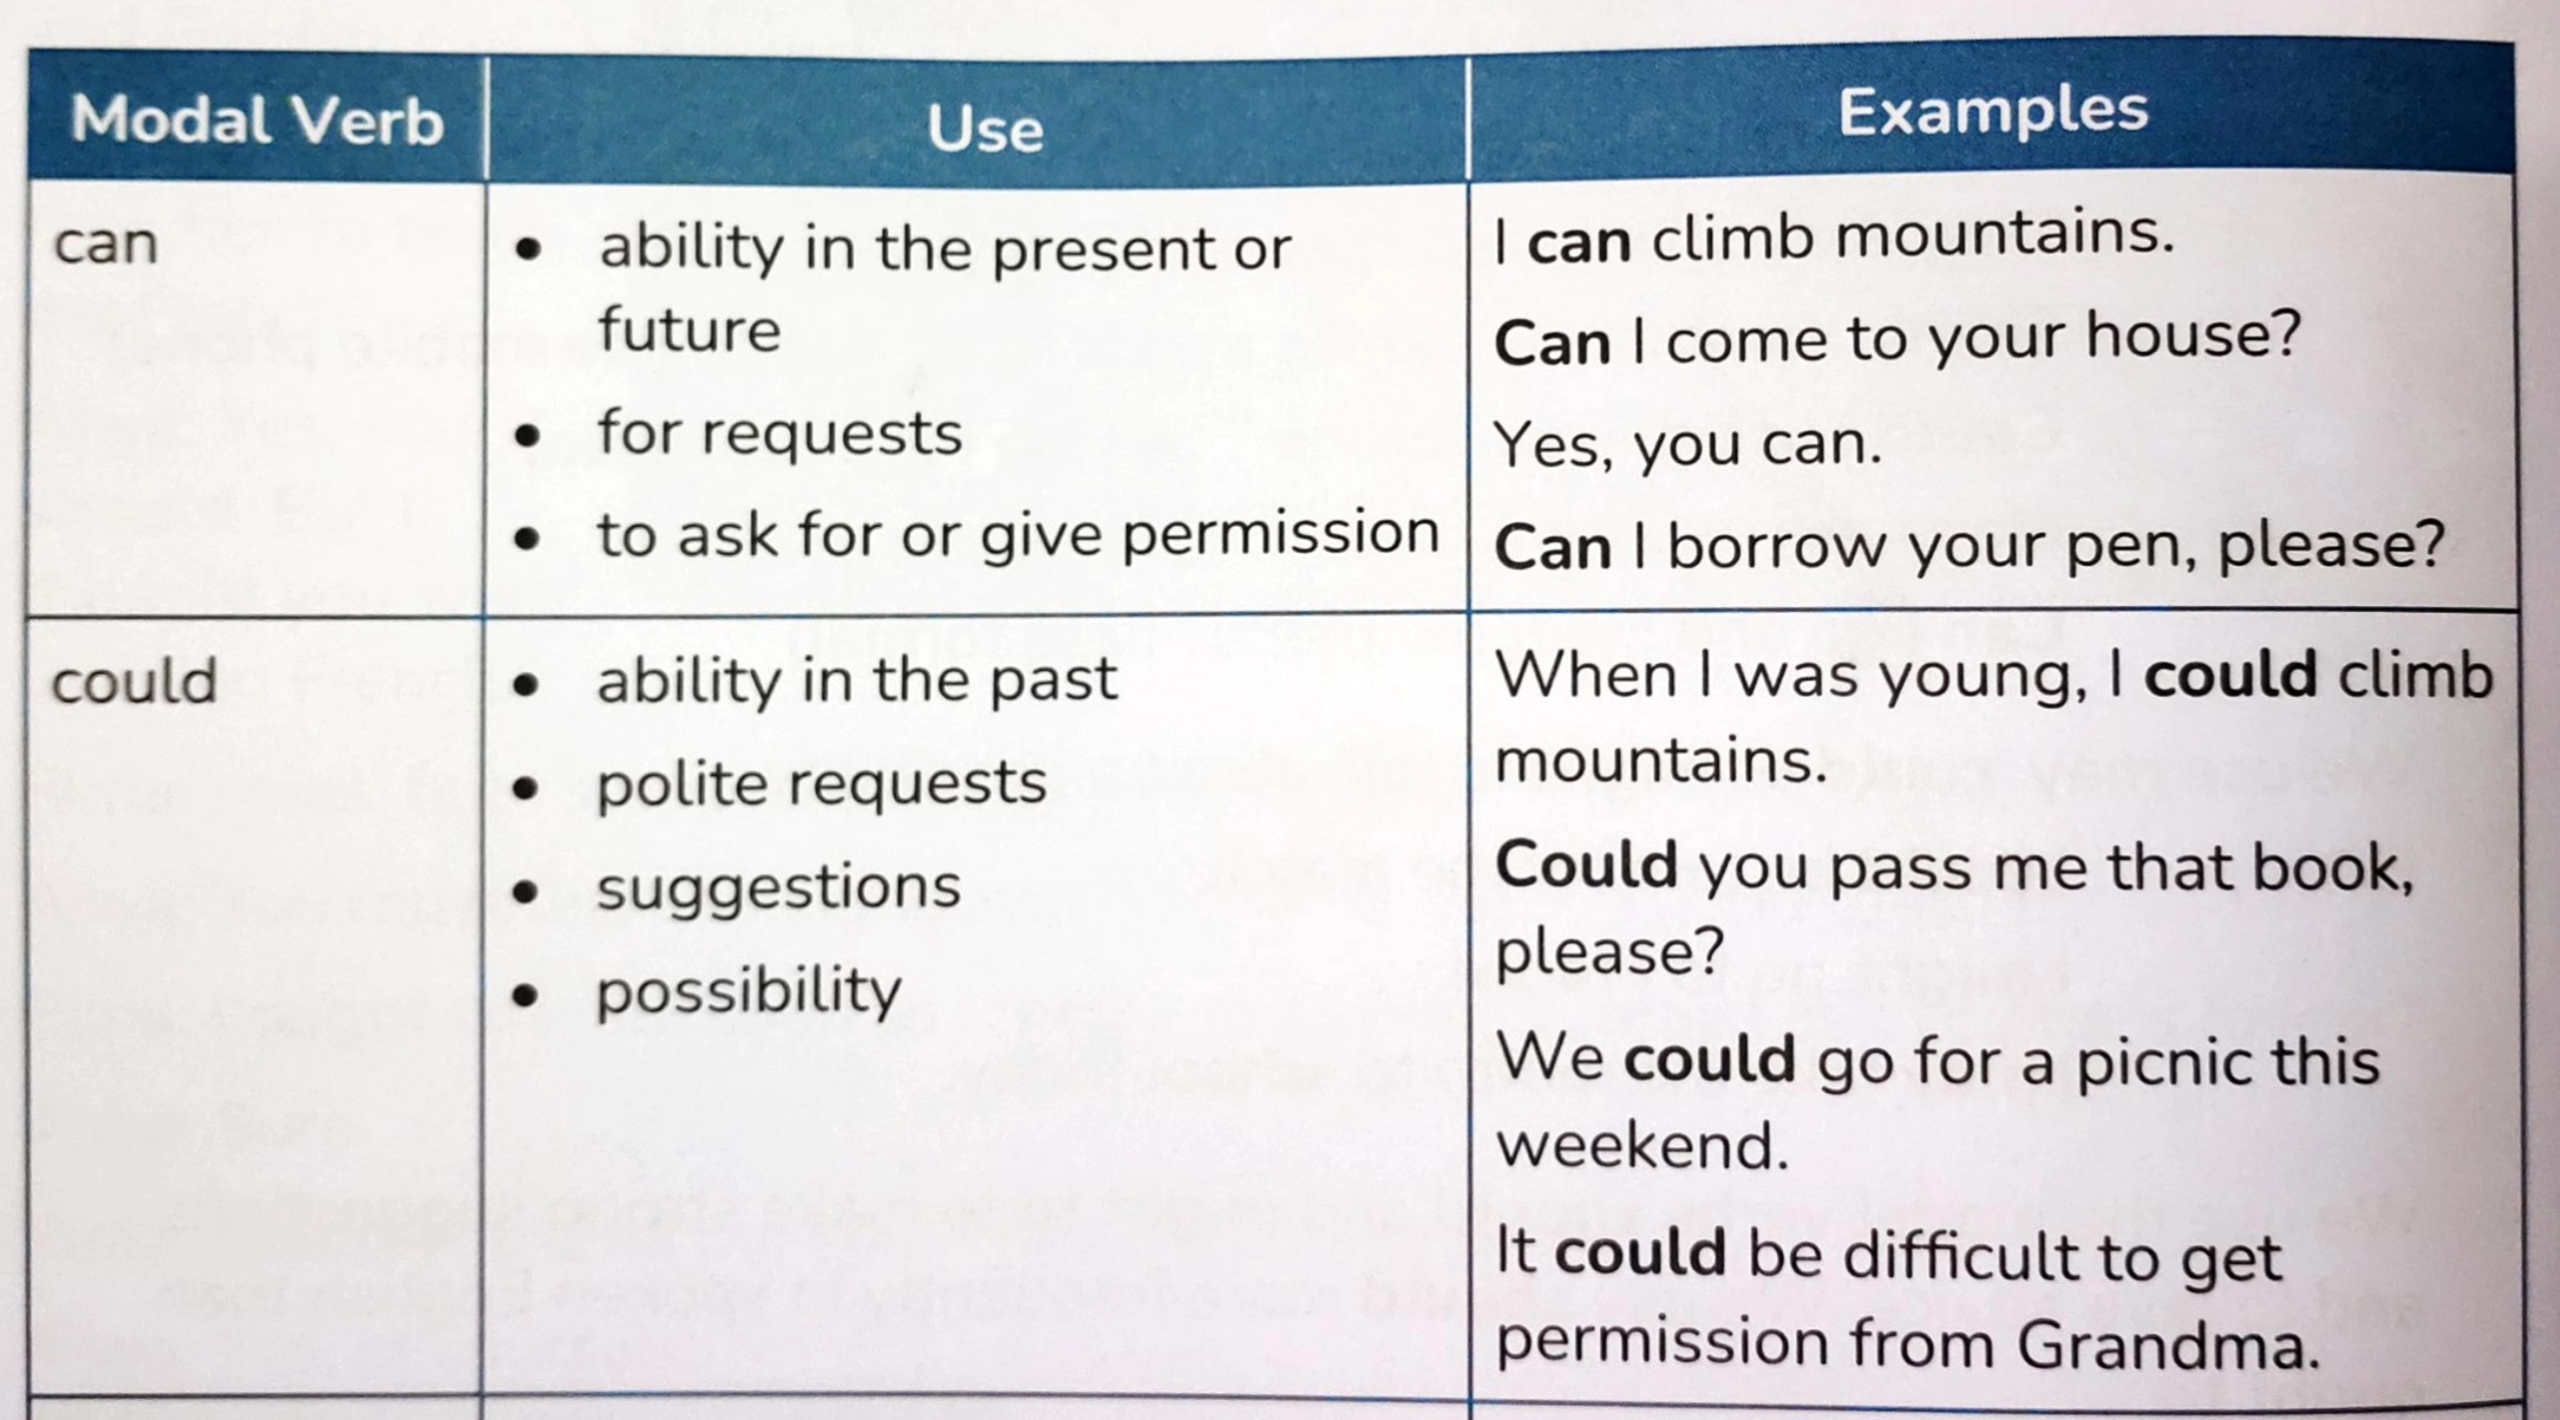 Modal Verb
Use
Examples
can
• ability in the present or
future
• for requests
• to ask for or give permission
I can climb mountains.
Can I come to your house?
Yes, you can.
Can I borrow your pen, please?
could
• ability in the past
• polite requests
• suggestions
• possibility
When I was young, I could climb
mountains.
Could you pass me that book,
please?
We could go for a picnic this
weekend.
It could be difficult to get
permission from Grandma.